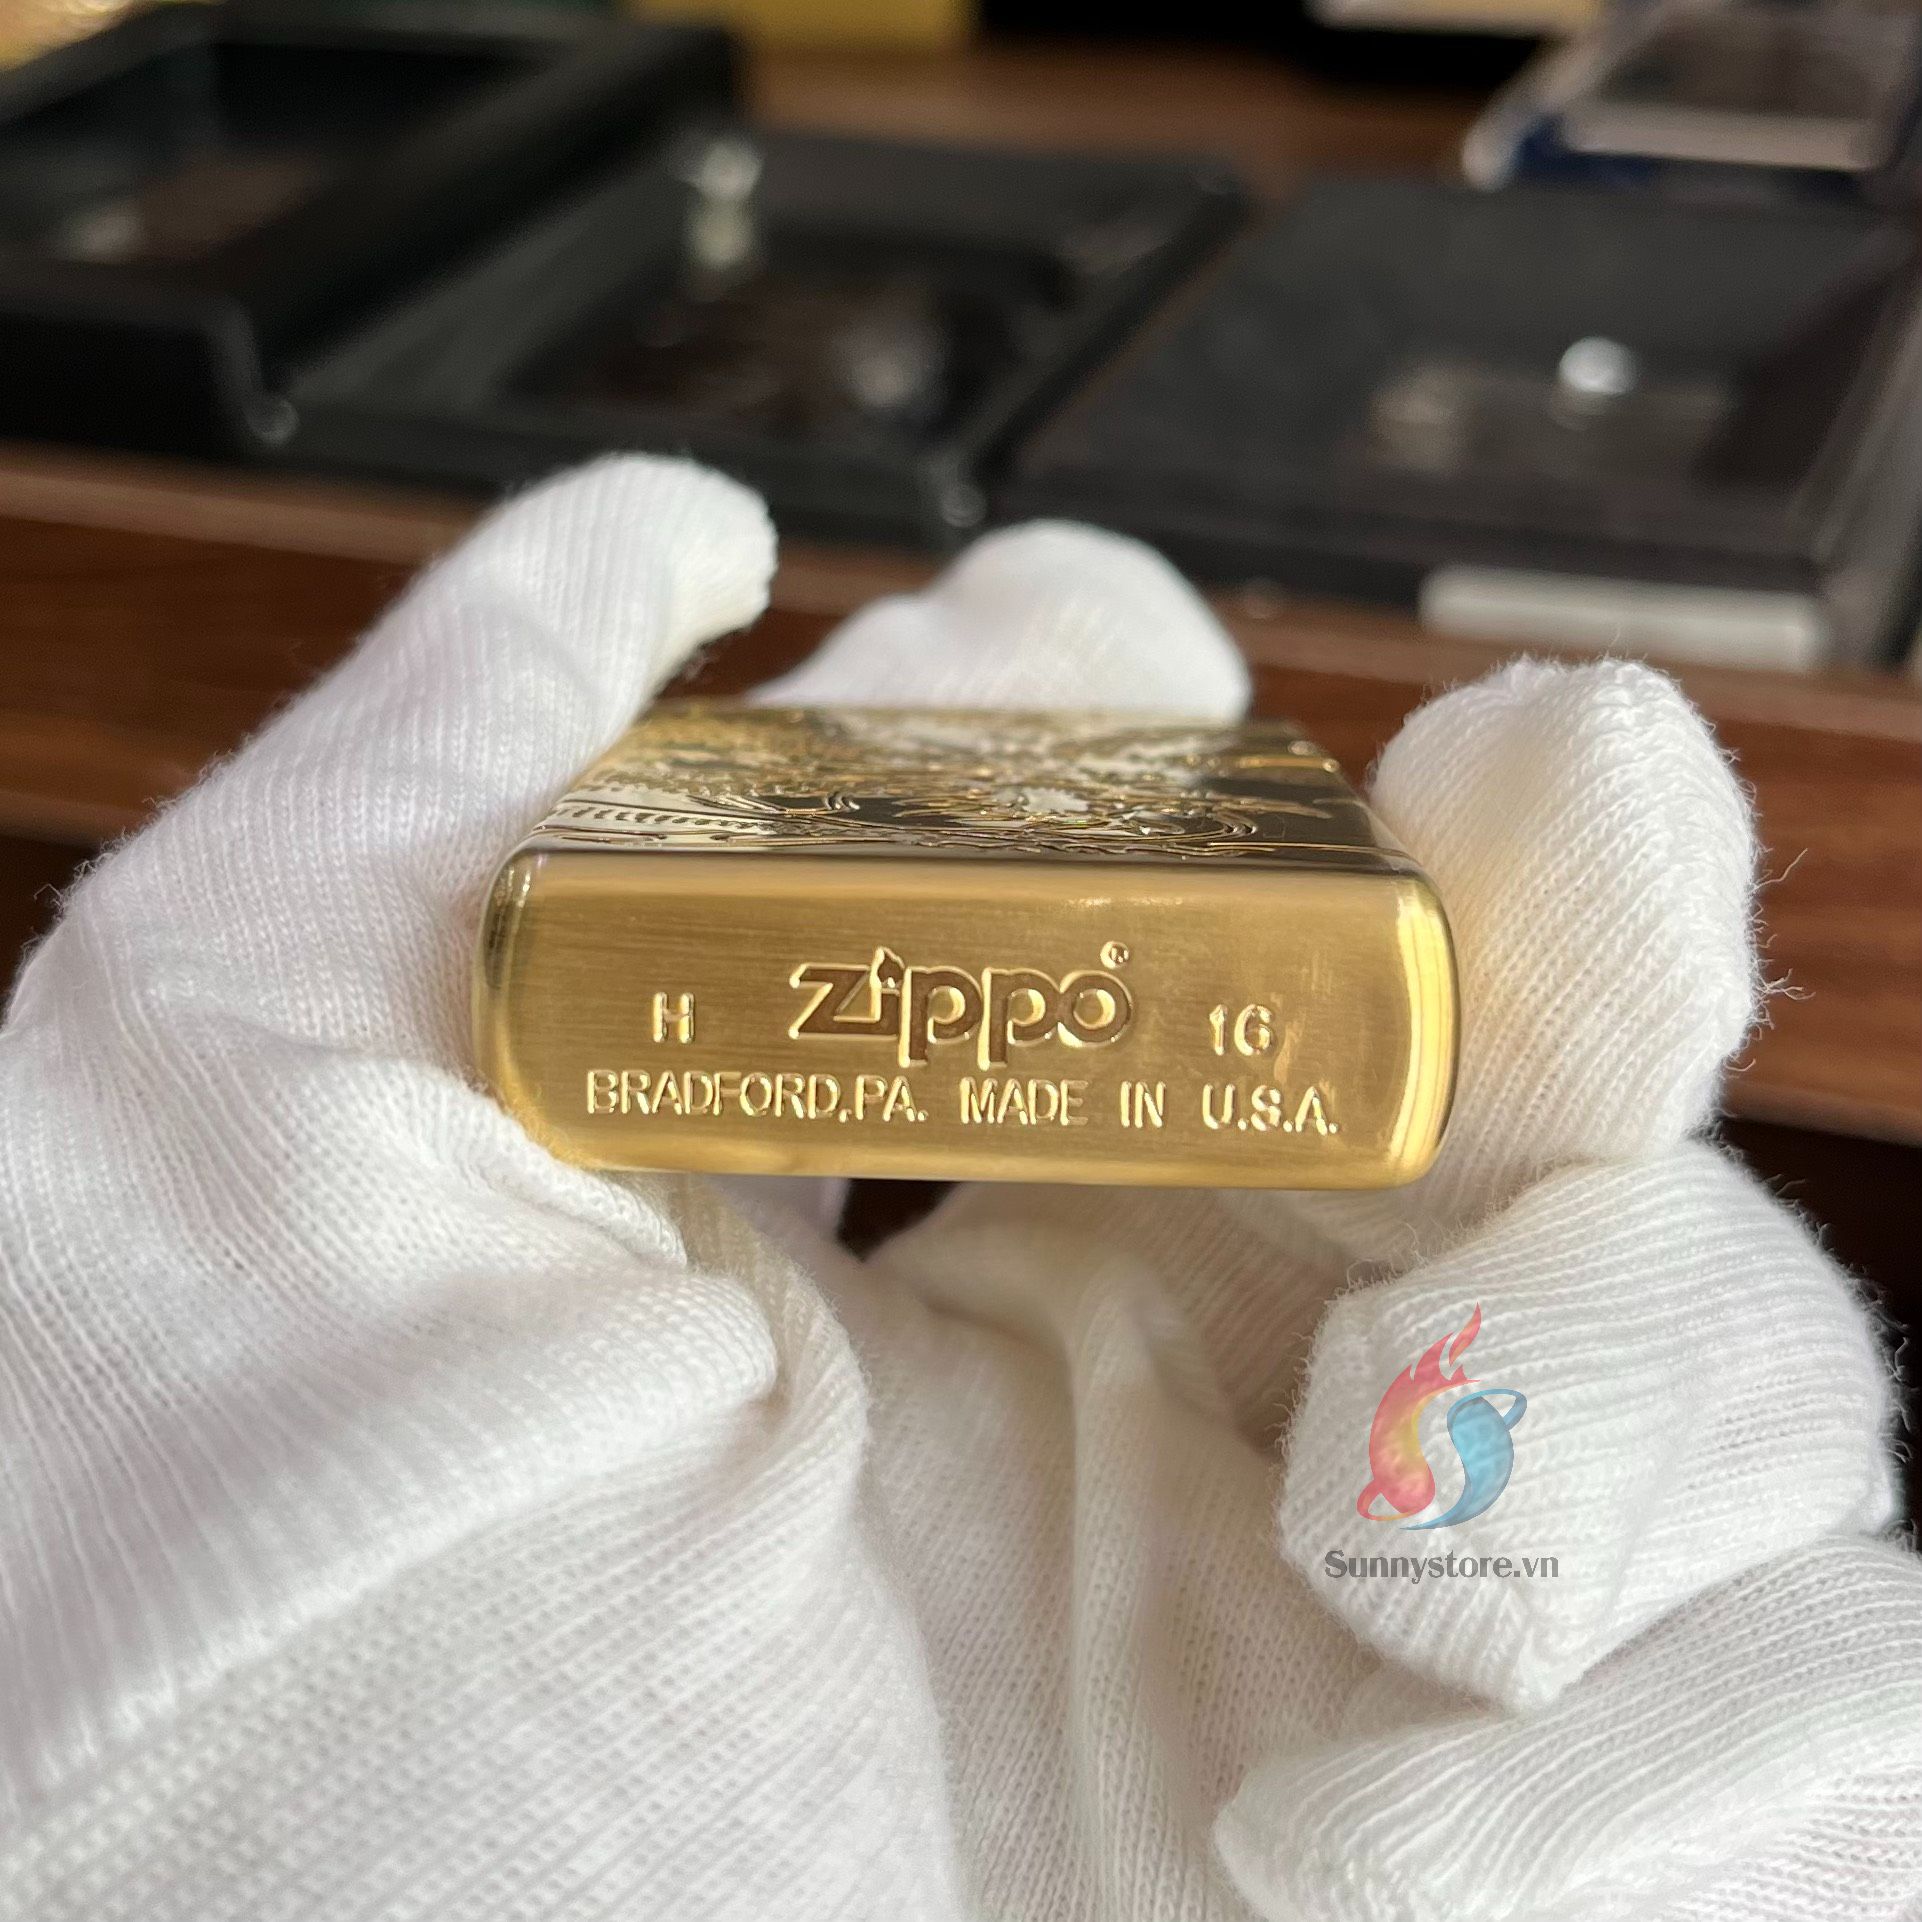 H zippo® 16
BRADFORD,PA. MADE IN U.S.A.
Sunnystore.vn